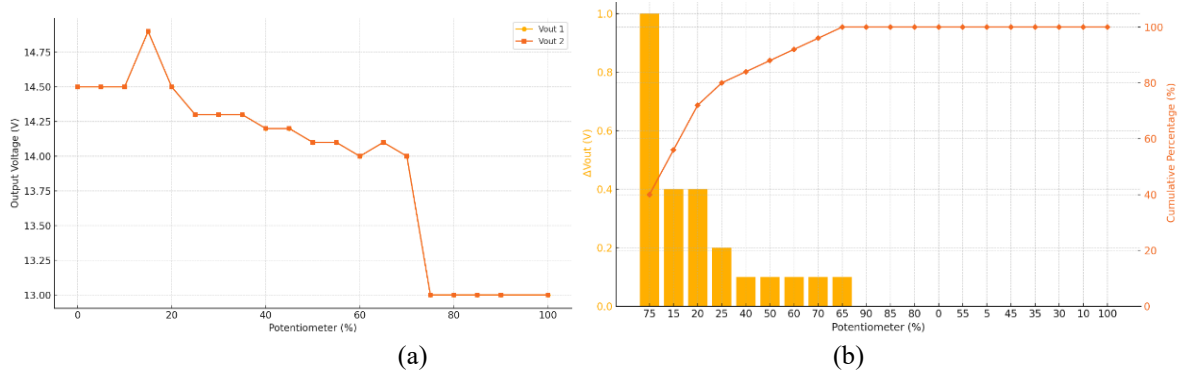 Output Voltage (V)
14.75
14.50
14.25
14.00
13.75
13.50
13.25
13.00
0 20 40 60 80 100
Potentiometer (%)
Vout 1
Vout 2
(a)
ΔVout (V)
1.0
0.8
0.6
0.4
0.2
0.0
75 15 20 25 40 50 60 70 65 90 85 80 0 55 5 45 35 30 10 100
Potentiometer (%)
100
80
60
40
20
0
Cumulative Percentage (%)
(b)